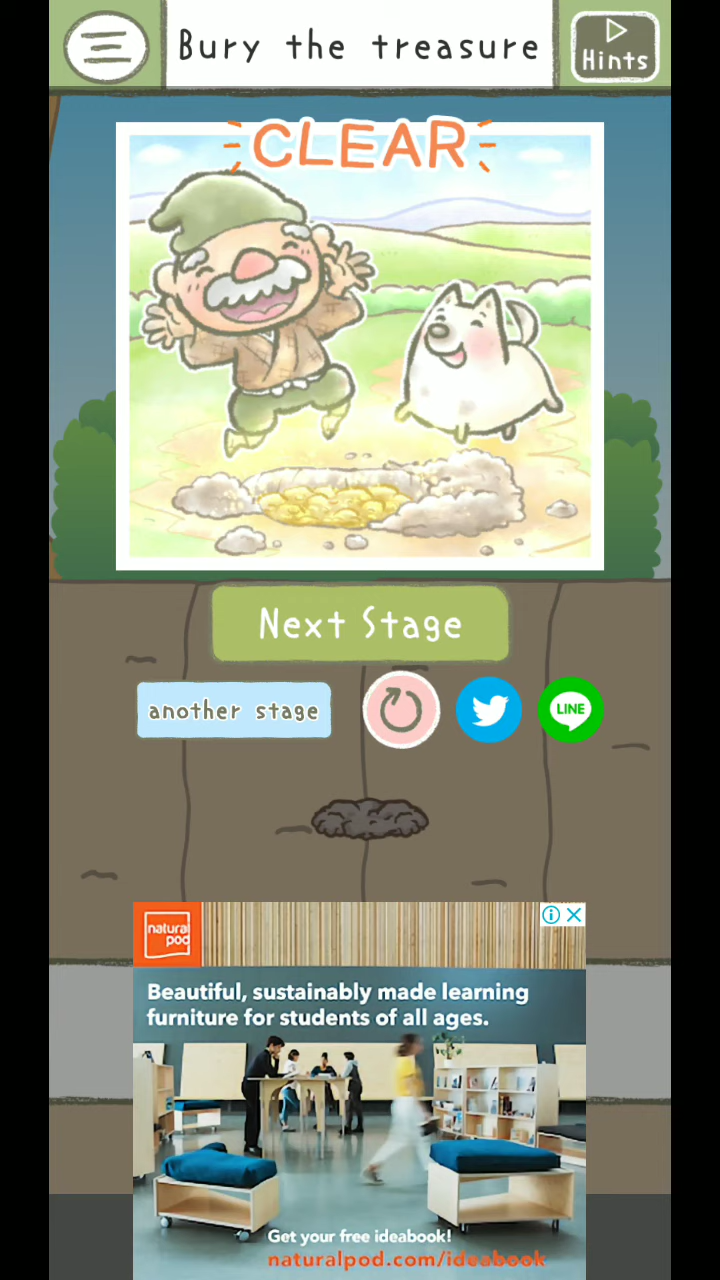 Bury the treasure
Hints
CLEAR
Next Stage
another stage
LINE
natural
pod
Beautiful, sustainably made learning
furniture for students of all ages.
Get your free ideabook!
naturalpod.com/ideabook